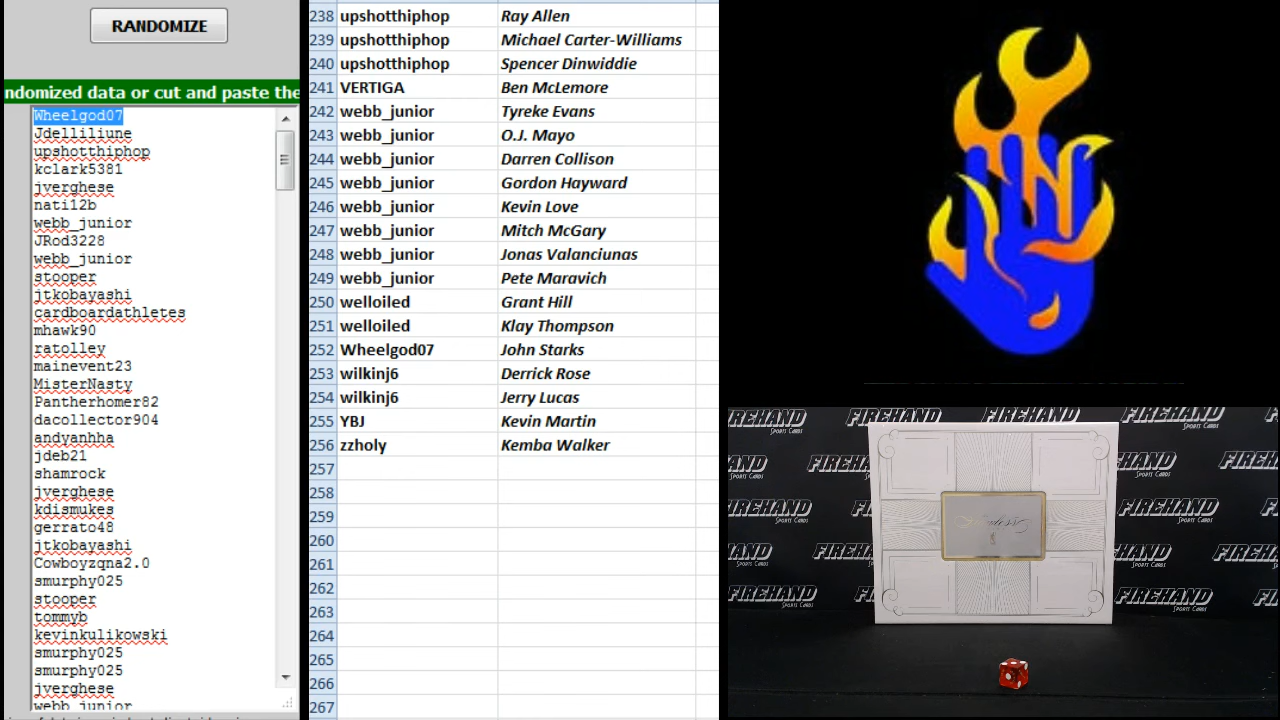 RANDOMIZE
ndomized data or cut and paste the
Wheelgod07
Jdelliliune
upshotthiphop
kclark5381
jverghese
nati12b
webb_junior
JRod3228
webb_junior
stooper
jtkobayashi
cardboardathletes
mhawk90
ratolley
mainevent23
MisterNasty
Pantherhomer82
dacollector904
andyanhha
jdeb21
shamrock
jverghese
kdismukes
gerrato48
jtkobayashi
Cowboyzqna2.0
smurphy025
stooper
tommyb
kevinkulikowski
smurphy025
smurphy025
jverghese
webb_junior
238 upshotthiphop Ray Allen
239 upshotthiphop Michael Carter-Williams
240 upshotthiphop Spencer Dinwiddie
241 VERTIGA Ben McLemore
242 webb_junior Tyreke Evans
243 webb_junior O.J. Mayo
244 webb_junior Darren Collison
245 webb_junior Gordon Hayward
246 webb_junior Kevin Love
247 webb_junior Mitch McGary
248 webb_junior Jonas Valanciunas
249 webb_junior Pete Maravich
250 welloiled Grant Hill
251 welloiled Klay Thompson
252 Wheelgod07 John Starks
253 wilkinj6 Derrick Rose
254 wilkinj6 Jerry Lucas
255 YBJ Kevin Martin
256 zzholy Kemba Walker
257
258
259
260
261
262
263
264
265
266
267
FIREHAND
SPORTS CARDS